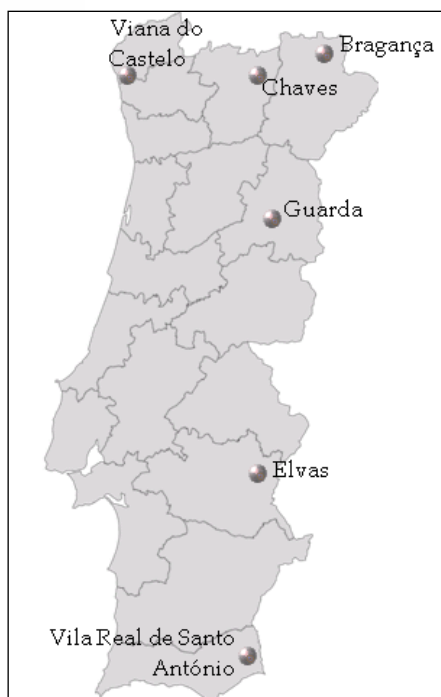 Viana do
Castelo
Bragança
Chaves
Guarda
Elvas
Vila Real de Santo
António